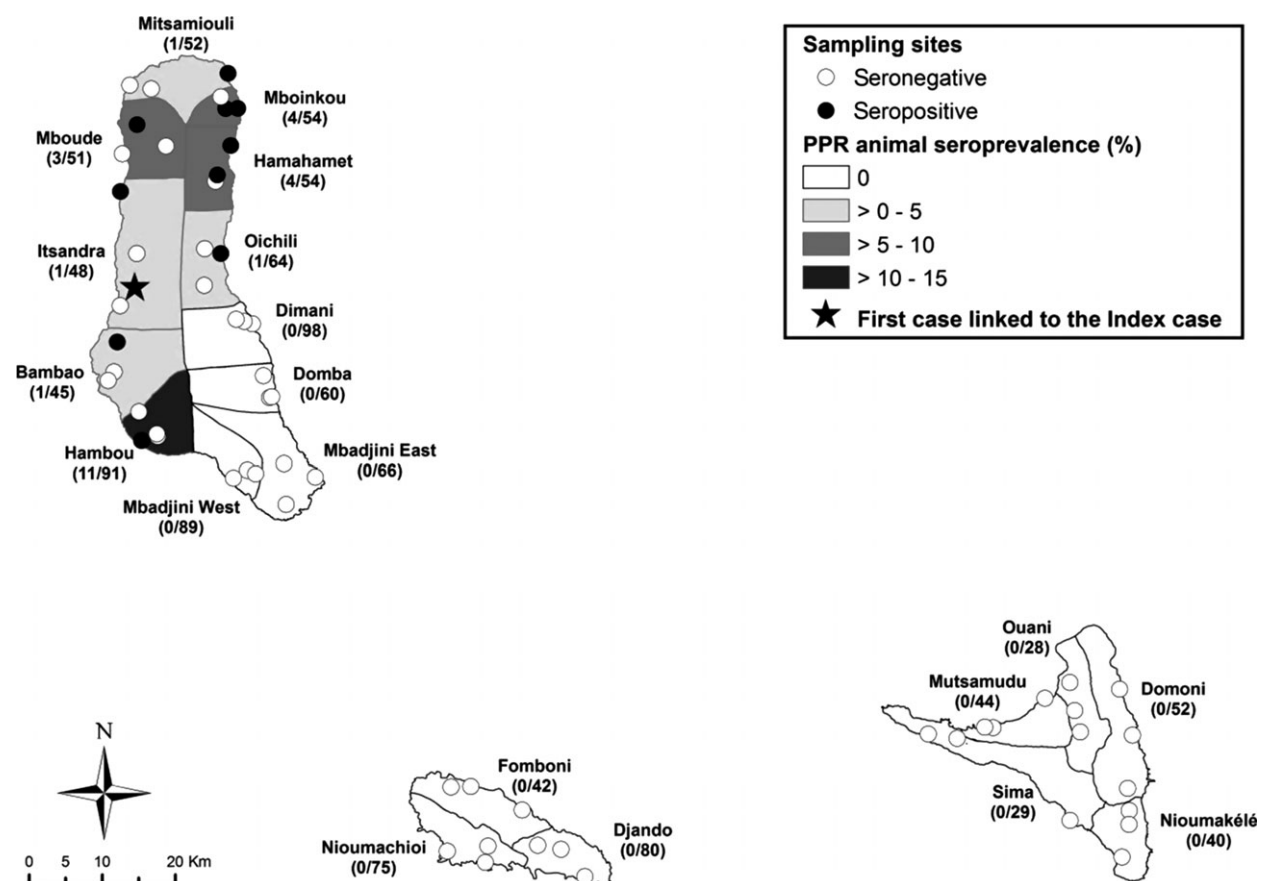 Mitsamiouli
(1/52)
Mboinkou
(4/54)
Mboude
(3/51)
Hamahamet
(4/54)
Itsandra
(1/48)
Oichili
(1/64)
Dimani
(0/98)
Bambao
(1/45)
Domba
(0/60)
Hambou
(11/91)
Mbadjini East
(0/66)
Mbadjini West
(0/89)
Sampling sites
Seronegative
Seropositive
PPR animal seroprevalence (%)
0
> 0 - 5
> 5 - 10
> 10 - 15
First case linked to the Index case
Ouani
(0/28)
Mutsamudu
(0/44)
Domoni
(0/52)
Sima
(0/29)
Nioumakélé
(0/40)
Fomboni
(0/42)
Nioumachioi
(0/75)
Djando
(0/80)
N
0 5 10 20 Km